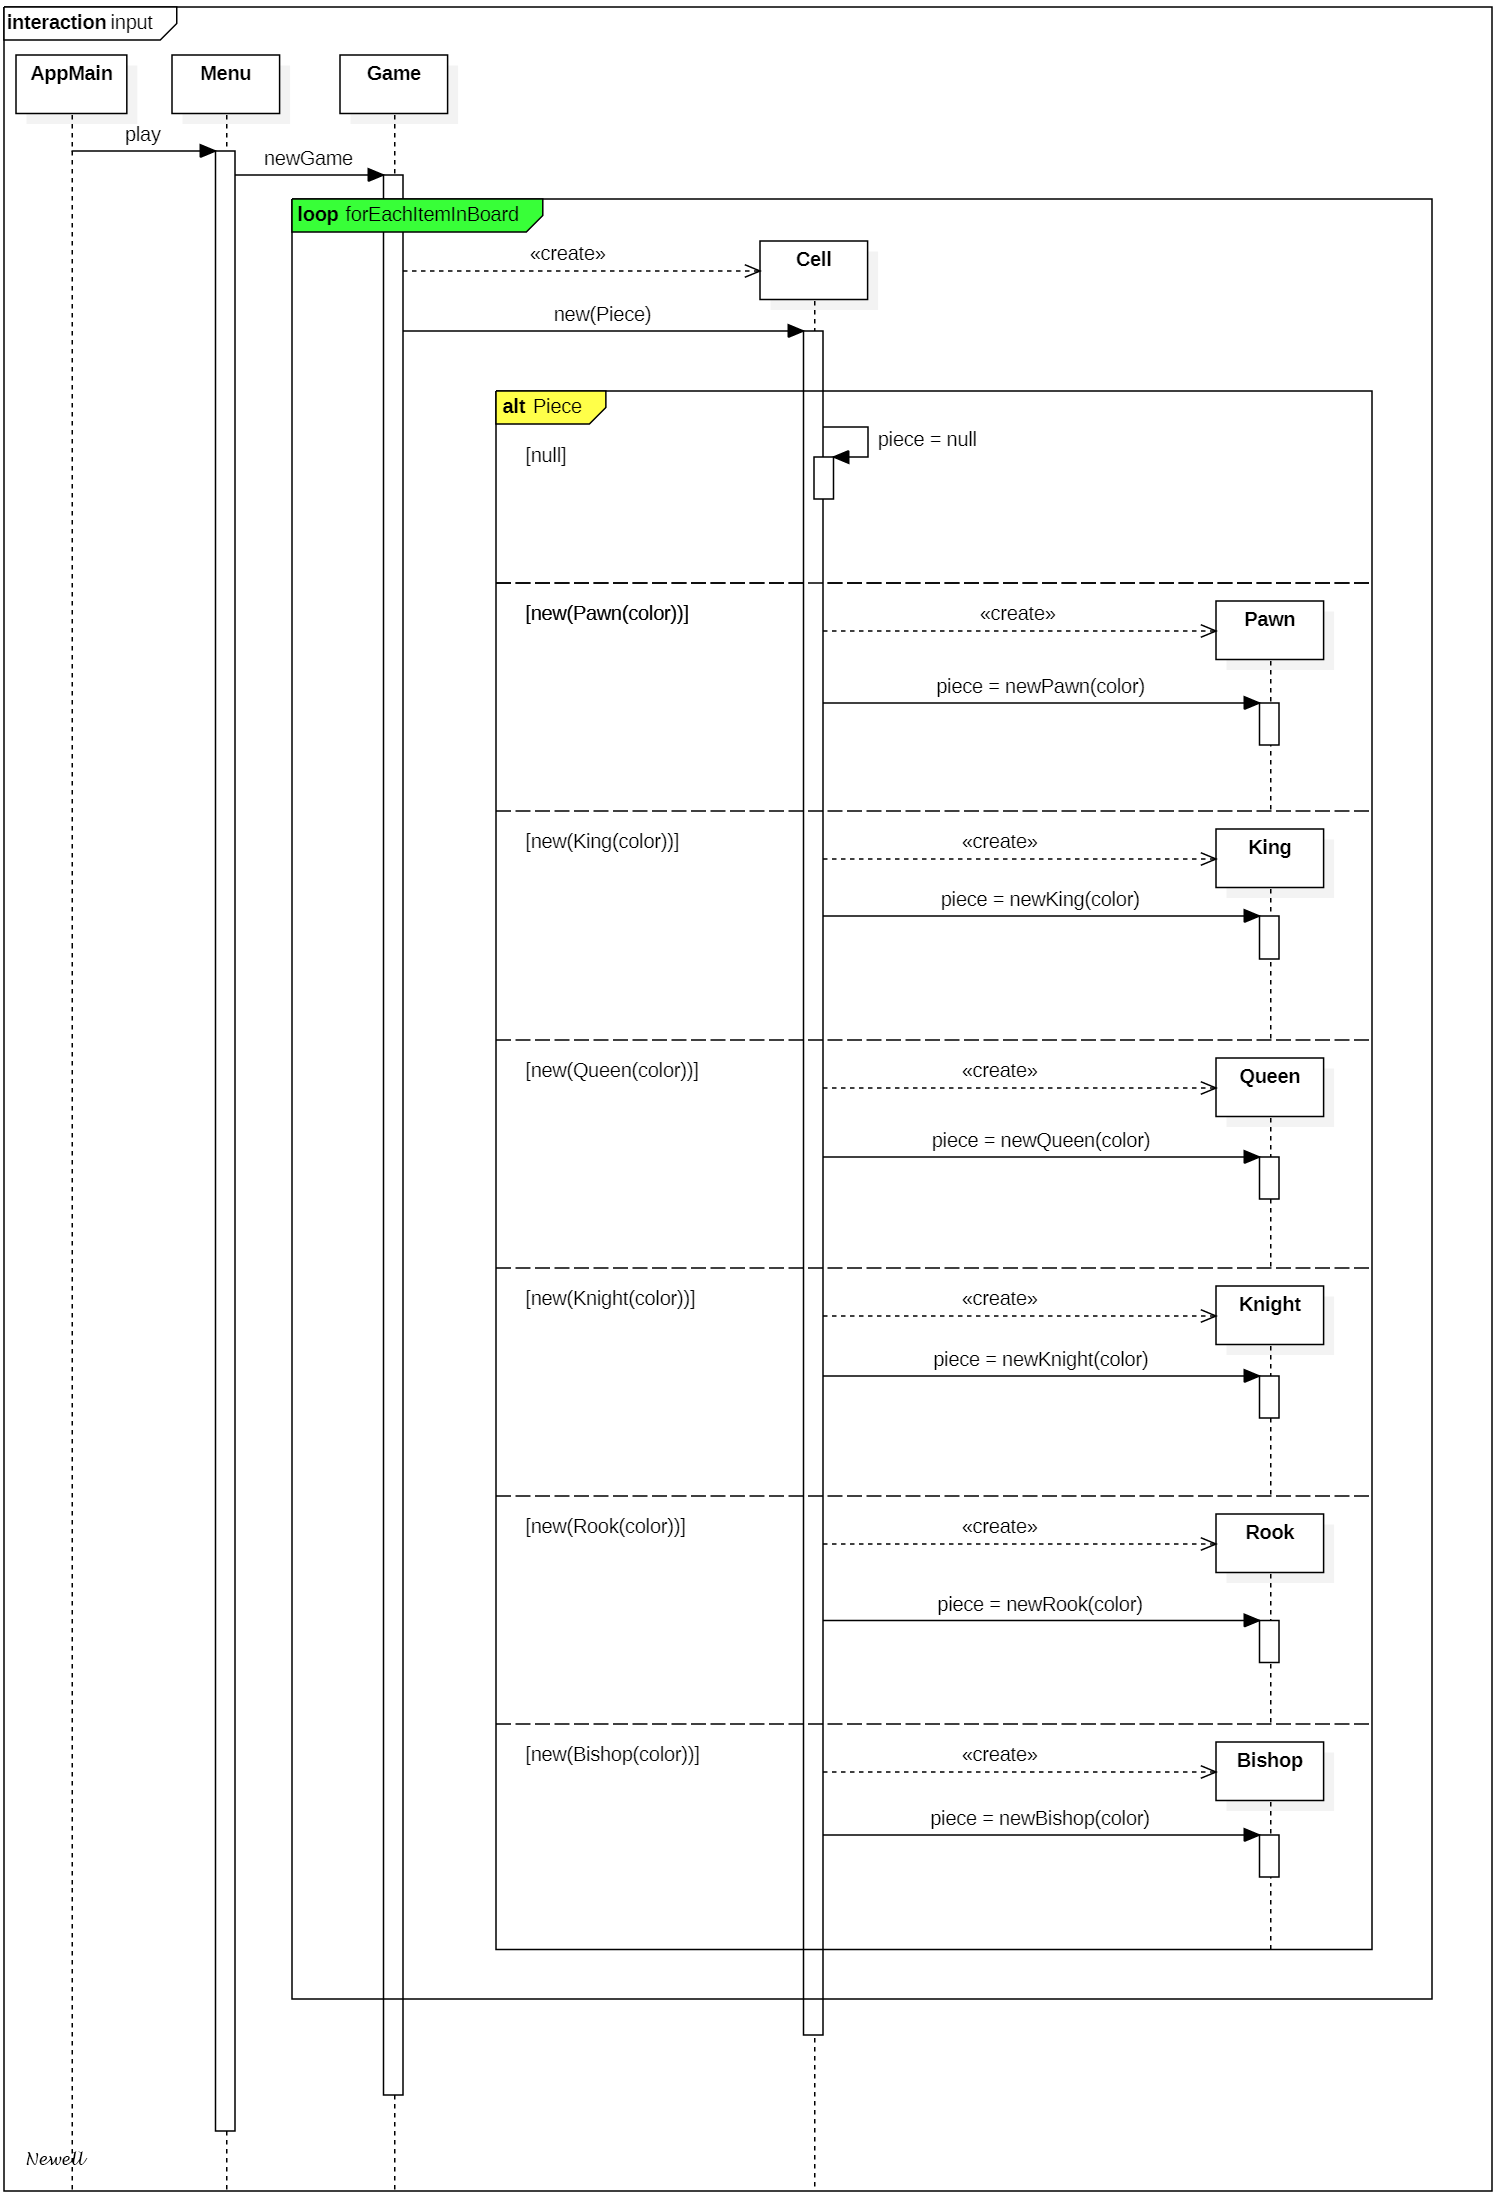 interaction input
AppMain
Menu
Game
play
newGame
loop forEachItemInBoard
«create»
Cell
new(Piece)
alt Piece
piece = null
[null]
[new(Pawn(color))]
«create»
Pawn
piece = newPawn(color)
[new(King(color))]
«create»
King
piece = newKing(color)
[new(Queen(color))]
«create»
Queen
piece = newQueen(color)
[new(Knight(color))]
«create»
Knight
piece = newKnight(color)
[new(Rook(color))]
«create»
Rook
piece = newRook(color)
[new(Bishop(color))]
«create»
Bishop
piece = newBishop(color)
Newell